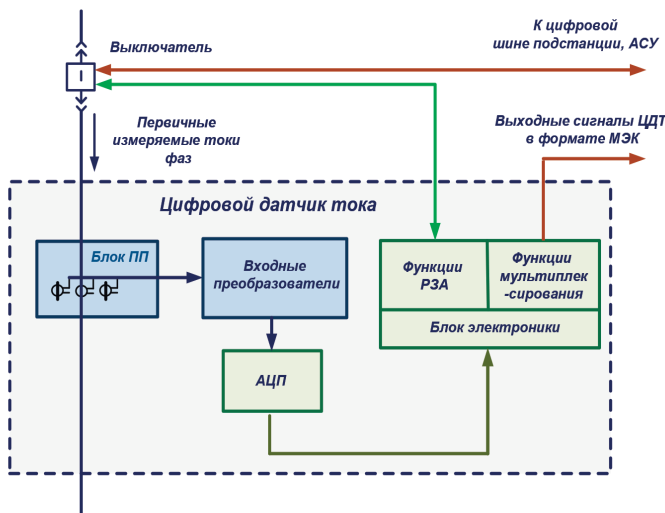 К цифровой
шине подстанции, АСУ
Выключатель
I
Выходные сигналы ЦДТ
в формате МЭК
Первичные
измеряемые токи
фаз
Цифровой датчик тока
Блок ПП
Входные
преобразователи
Функции
РЗА
Функции
мультиплек
-сирования
Блок электроники
АЦП